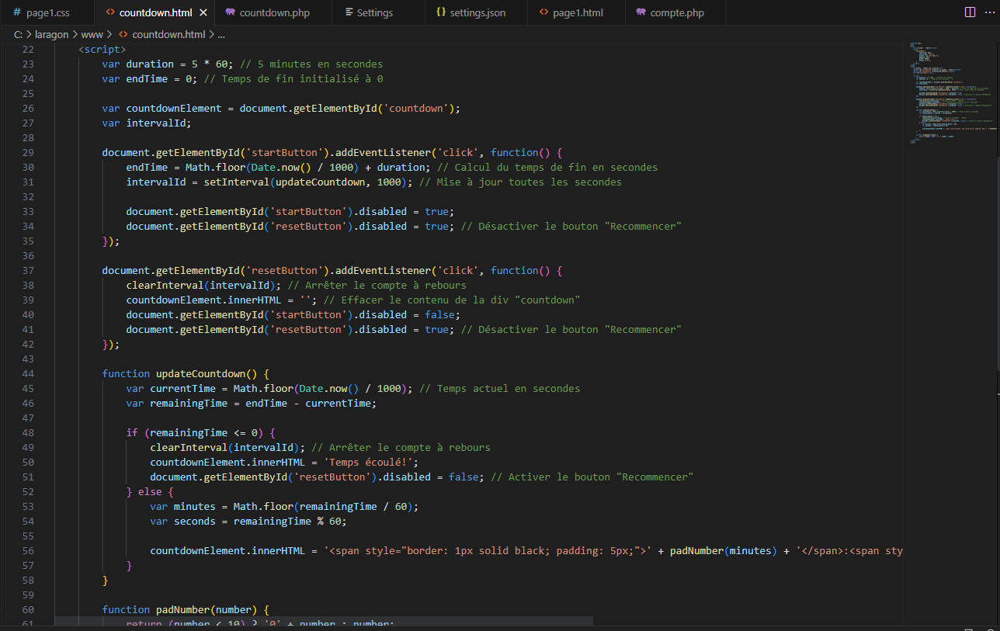 # page1.css <> countdown.html × countdown.php Settings {} settings.json <> page1.html compte.php ...
C: > laragon > www > <> countdown.html > ...
22 <script>
23 var duration = 5 * 60; // 5 minutes en secondes
24 var endTime = 0; // Temps de fin initialisé à 0
25
26 var countdownElement = document.getElementById('countdown');
27 var intervalId;
28
29 document.getElementById('startButton').addEventListener('click', function() {
30 endTime = Math.floor(Date.now() / 1000) + duration; // Calcul du temps de fin en secondes
31 intervalId = setInterval(updateCountdown, 1000); // Mise à jour toutes les secondes
32
33 document.getElementById('startButton').disabled = true;
34 document.getElementById('resetButton').disabled = true; // Désactiver le bouton "Recommencer"
35 });
36
37 document.getElementById('resetButton').addEventListener('click', function() {
38 clearInterval(intervalId); // Arrêter le compte à rebours
39 countdownElement.innerHTML = ''; // Effacer le contenu de la div "countdown"
40 document.getElementById('startButton').disabled = false;
41 document.getElementById('resetButton').disabled = true; // Désactiver le bouton "Recommencer"
42 });
43
44 function updateCountdown() {
45 var currentTime = Math.floor(Date.now() / 1000); // Temps actuel en secondes
46 var remainingTime = endTime - currentTime;
47
48 if (remainingTime <= 0) {
49 clearInterval(intervalId); // Arrêter le compte à rebours
50 countdownElement.innerHTML = 'Temps écoulé!';
51 document.getElementById('resetButton').disabled = false; // Activer le bouton "Recommencer"
52 } else {
53 var minutes = Math.floor(remainingTime / 60);
54 var seconds = remainingTime % 60;
55
56 countdownElement.innerHTML = '<span style="border: 1px solid black; padding: 5px;">' + padNumber(minutes) + '</span>:<span sty
57 }
58 }
59
60 function padNumber(number) {
61 return (number < 10) ? '0' + number : number;